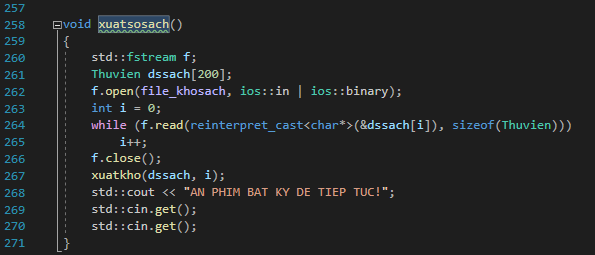 257
258 void xuatsosach()
259 {
260 std::fstream f;
261 Thuvien dssach[200];
262 f.open(file_khosach, ios::in | ios::binary);
263 int i = 0;
264 while (f.read(reinterpret_cast<char*>(&dssach[i]), sizeof(Thuvien)))
265 i++;
266 f.close();
267 xuatkho(dssach, i);
268 std::cout << "AN PHIM BAT KY DE TIEP TUC!";
269 std::cin.get();
270 std::cin.get();
271 }